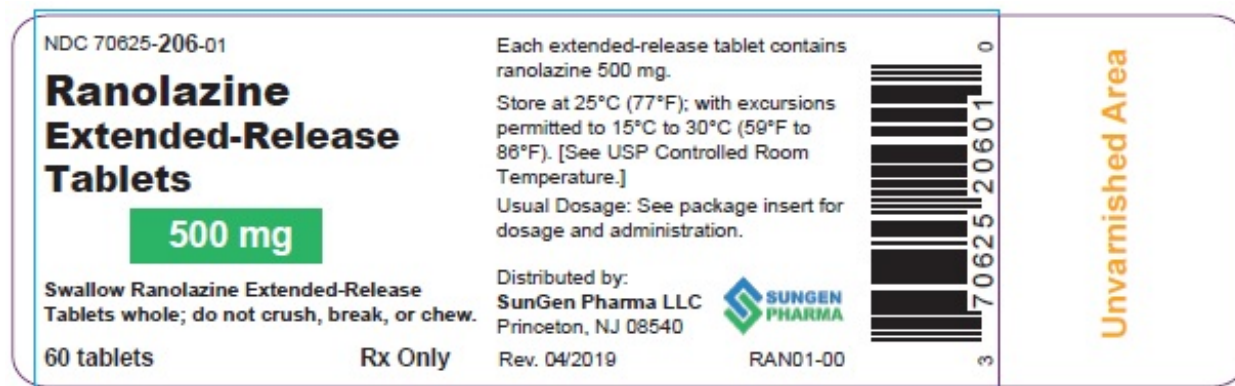 NDC 70625-206-01
Ranolazine
Extended-Release
Tablets
500 mg
Swallow Ranolazine Extended-Release
Tablets whole; do not crush, break, or chew.
60 tablets Rx Only
Each extended-release tablet contains
ranolazine 500 mg.
Store at 25°C (77°F); with excursions
permitted to 15°C to 30°C (59°F to
86°F). [See USP Controlled Room
Temperature.]
Usual Dosage: See package insert for
dosage and administration.
Distributed by:
SunGen Pharma LLC
Princeton, NJ 08540
SUNGEN
PHARMA
Rev. 04/2019 RAN01-00
3 70625 20601 0
Unvarnished Area